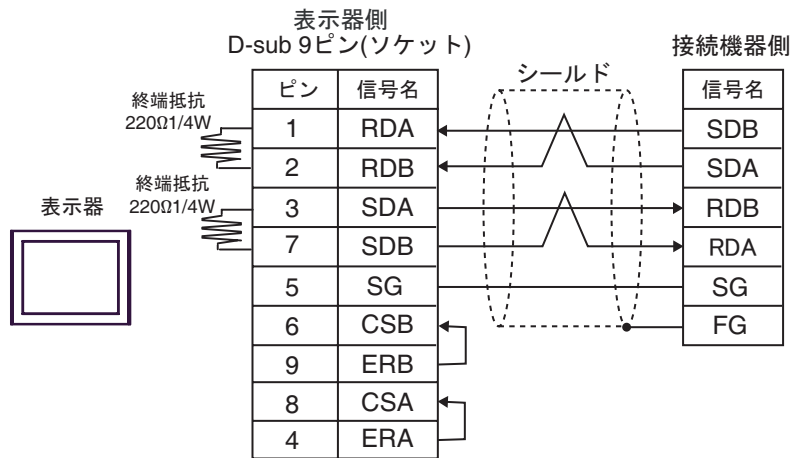 表示器側
D-sub 9ピン(ソケット)
接続機器側
シールド
ピン 信号名
信号名
終端抵抗
220Ω1/4W
1 RDA
SDB
2 RDB
SDA
終端抵抗
220Ω1/4W
表示器
3 SDA
RDB
7 SDB
RDA
5 SG
SG
6 CSB
FG
9 ERB
8 CSA
4 ERA